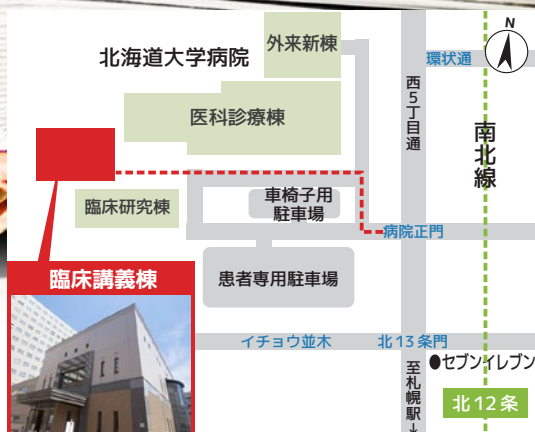 N
外来新棟
北海道大学病院
環状通
西5丁目通
医科診療棟
南北線
車椅子用
駐車場
臨床研究棟
病院正門
臨床講義棟
患者専用駐車場
イチョウ並木
北13条門
●セブンイレブン
至札幌駅↓
北12条